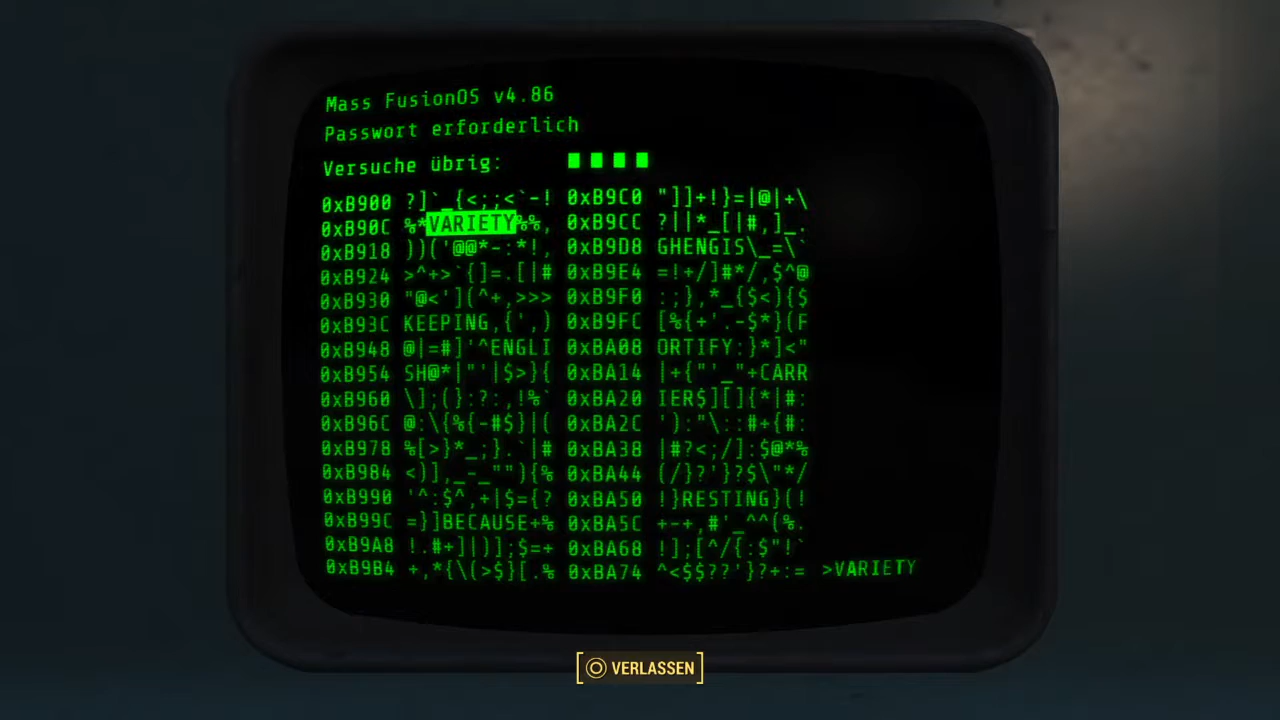 Mass FusionOS v4.86
Passwort erforderlich
Versuche übrig: ■ ■ ■ ■
0xB900 ?]`_{<;;<`-! 0xB9C0 "]]+!}=|@|+\
0xB90C %*VARIETY%%, 0xB9CC ?||*_[|#,]_.
0xB918 ))('@@*-:*!, 0xB9D8 GHENGIS\_=\`
0xB924 >^+>`{]=.[|# 0xB9E4 =!+/]#*/,$^@
0xB930 "@<'](^+,>>> 0xB9F0 :;},*_{$<){$
0xB93C KEEPING,{',) 0xB9FC [%{+'.-$*}(F
0xB948 @|=#]'^ENGLI 0xBA08 ORTIFY:}*]<"
0xB954 SH@*|"'|$>}{ 0xBA14 |+{"'_"+CARR
0xB960 \];(}:?:,!%` 0xBA20 IER$][]{*|#:
0xB96C @:\{%{-#$}|( 0xBA2C '):"\::#+{#:
0xB978 %[>}*_;}.`|# 0xBA38 |#?<;/]:$@*%
0xB984 <)],_-_""){% 0xBA44 (/}?'}?$\"*/
0xB990 '^:$^,+|$={? 0xBA50 !}RESTING}(!
0xB99C =}]BECAUSE+% 0xBA5C +-+,#'_^^(%.
0xB9A8 !.#+]|)];$=+ 0xBA68 !];[^/{:$"!`
0xB9B4 +,*{\(>$}[.% 0xBA74 ^<$$??'}?+:= >VARIETY
VERLASSEN